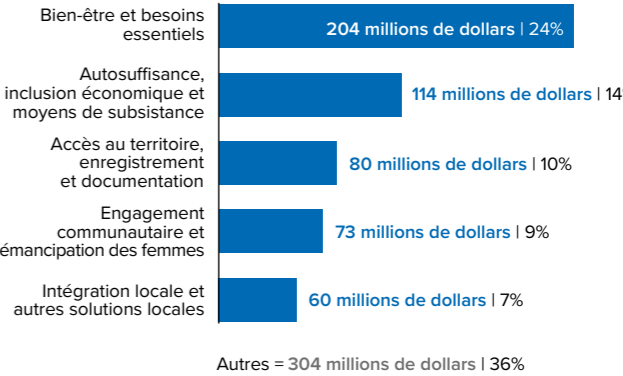 Bien-être et besoins
essentiels
204 millions de dollars | 24%
Autosuffisance,
inclusion économique et
moyens de subsistance
114 millions de dollars | 14
Accès au territoire,
enregistrement
et documentation
80 millions de dollars | 10%
Engagement
communautaire et
émancipation des femmes
73 millions de dollars | 9%
Intégration locale et
autres solutions locales
60 millions de dollars | 7%
Autres = 304 millions de dollars | 36%